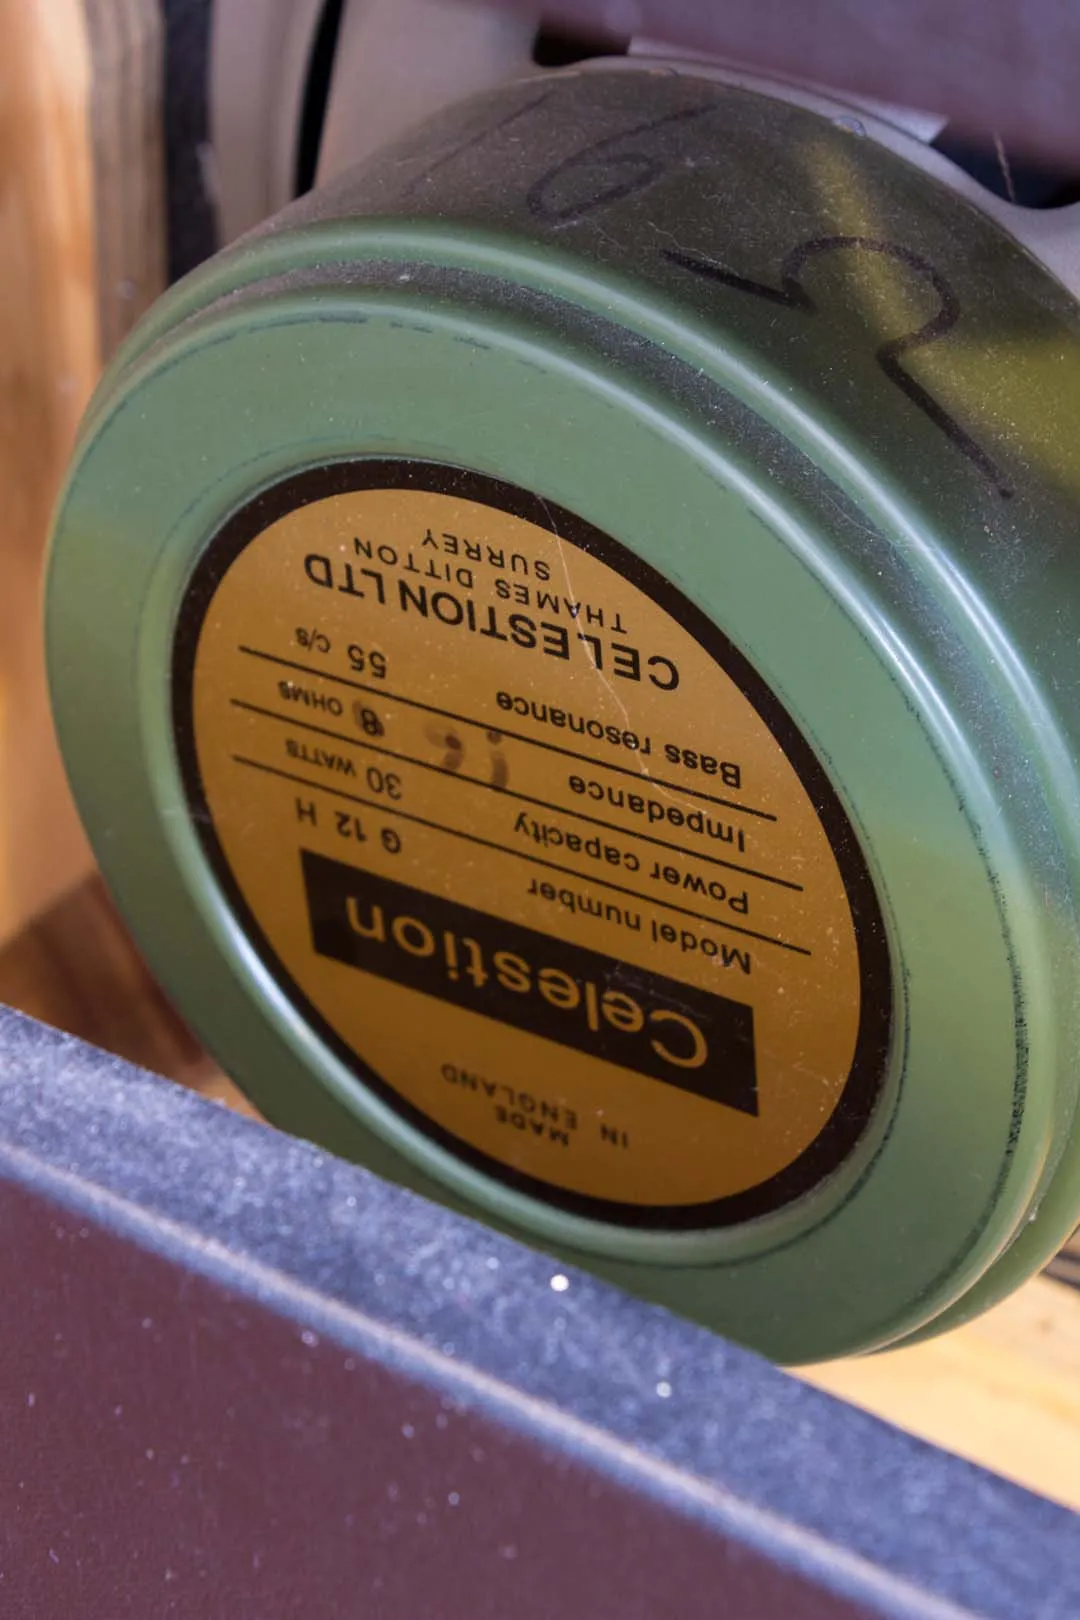 MADE
IN ENGLAND
Celestion
Model number G 12 H
Power capacity 30 WATTS
Impedance 8 OHMS
Bass resonance 55 C/S
CELESTION LTD
THAMES DITTON
SURREY